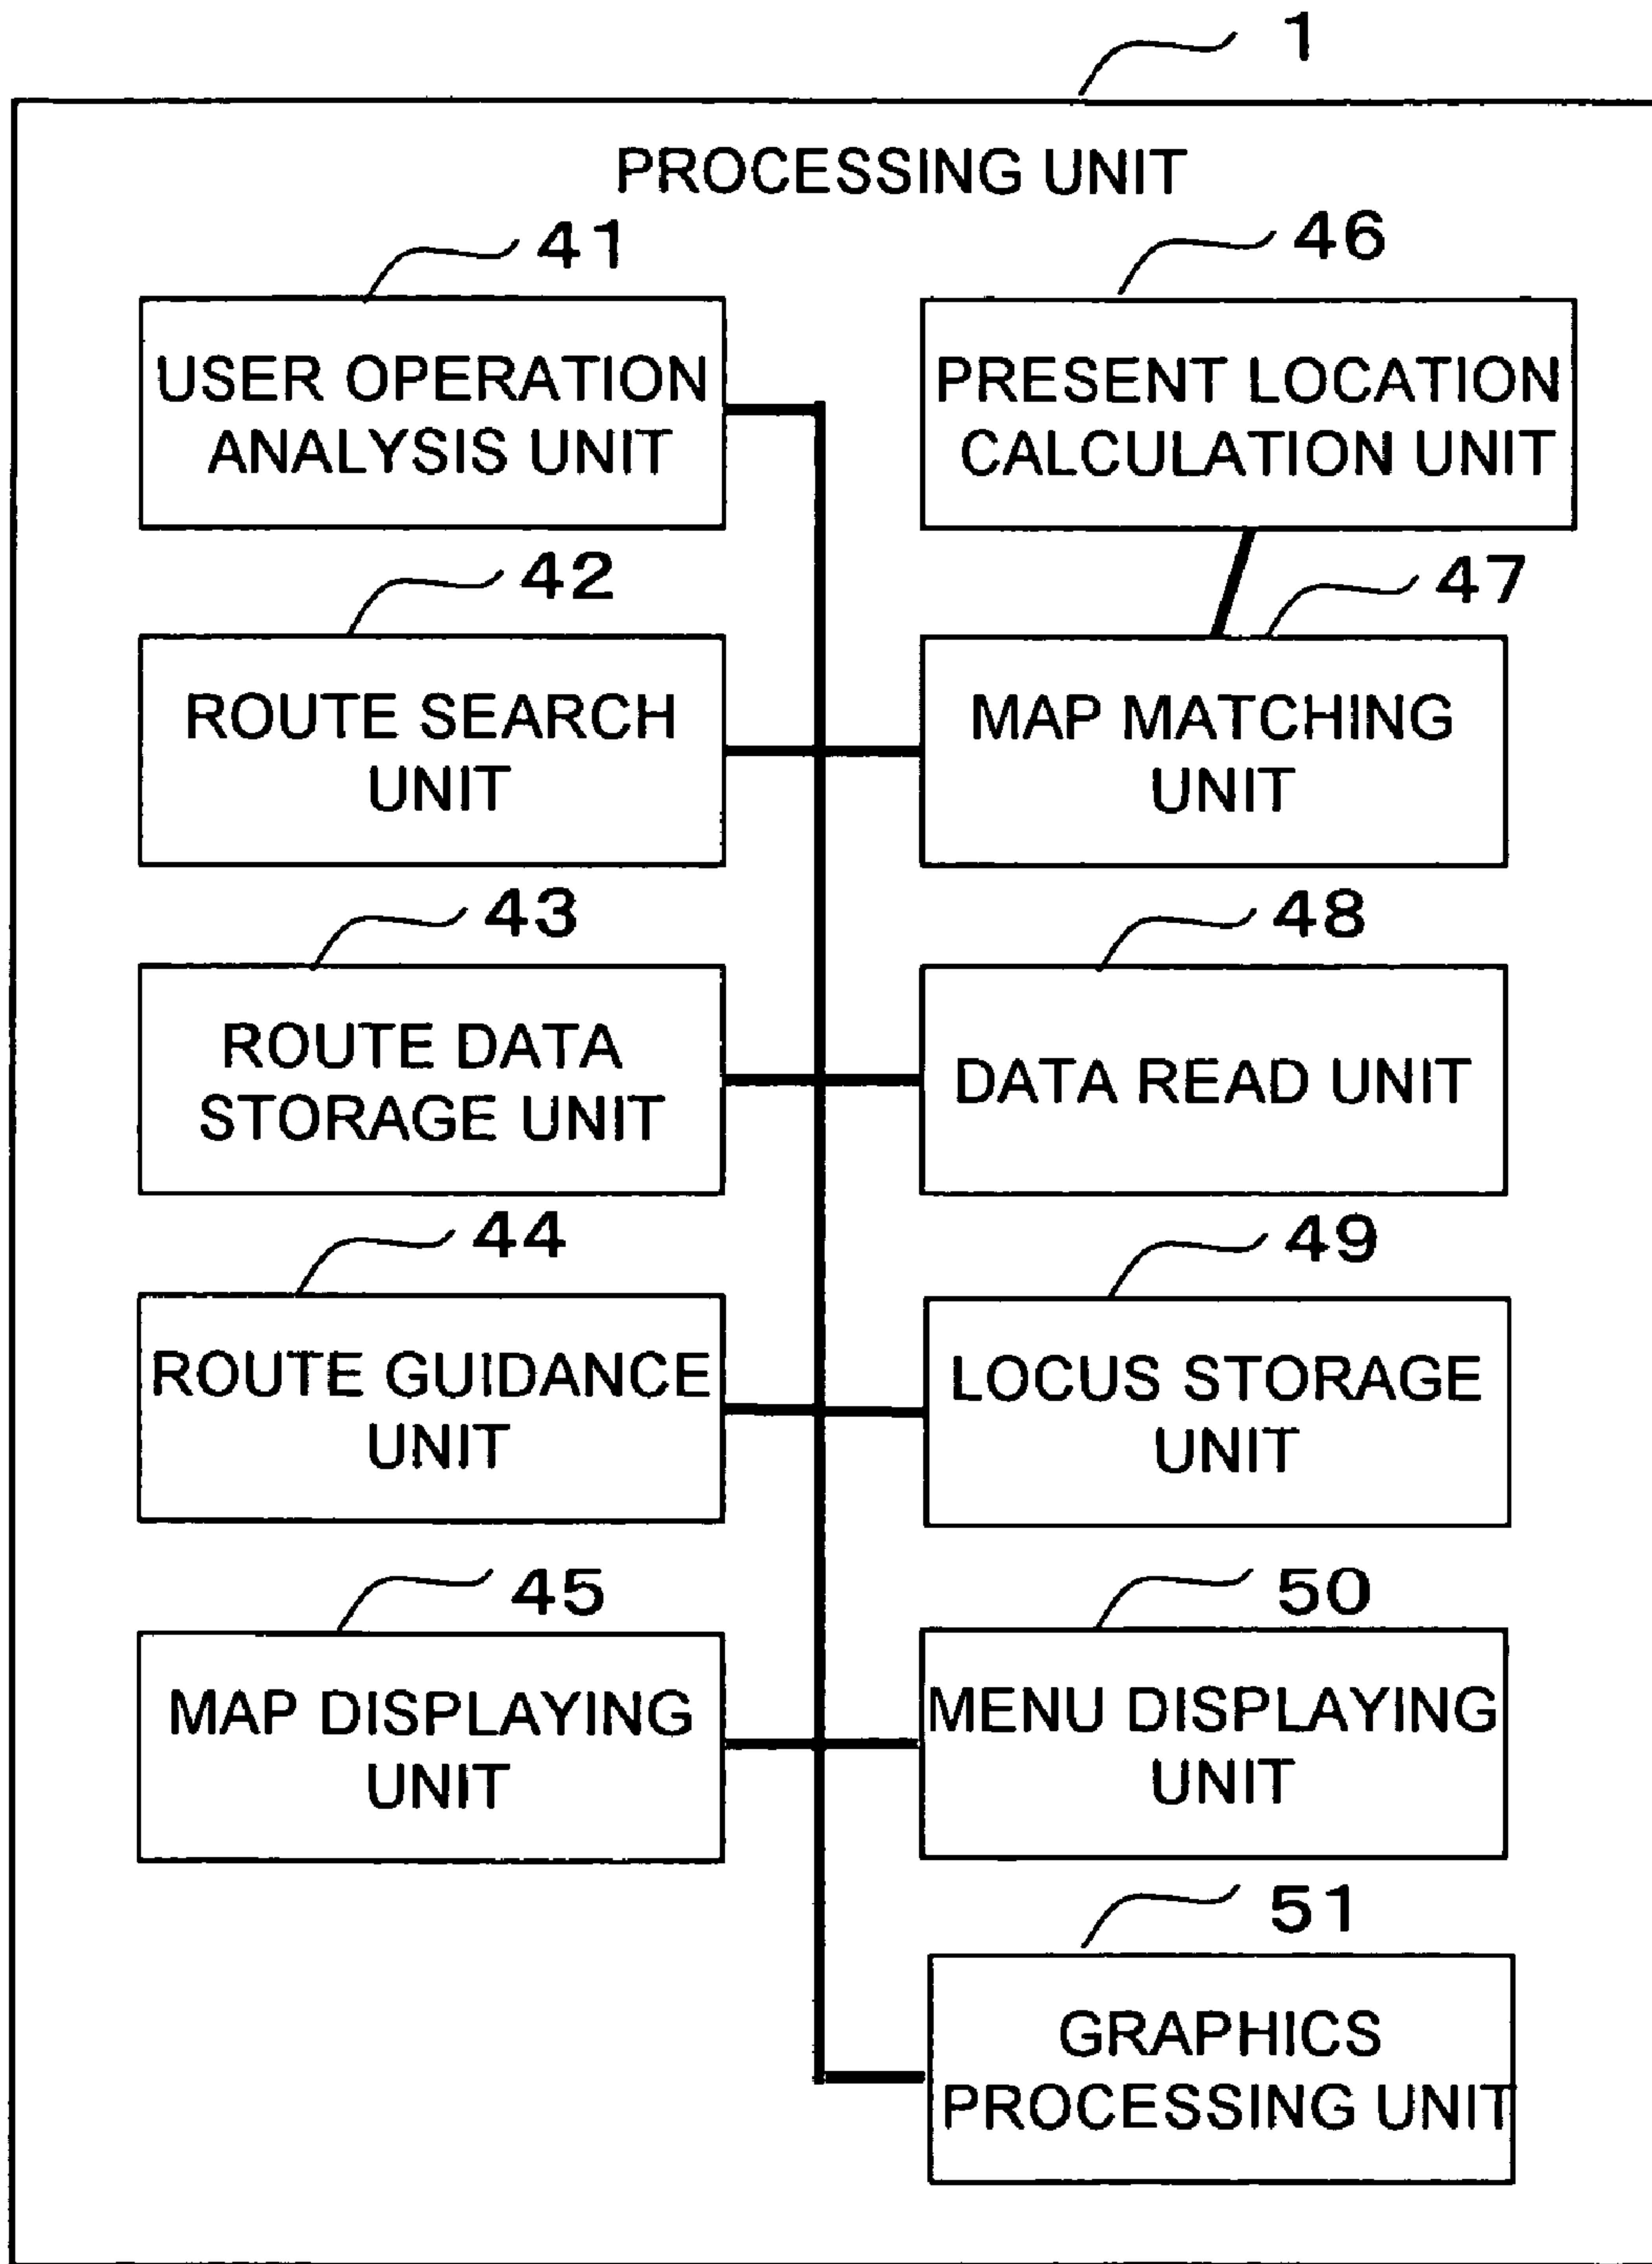 1
PROCESSING UNIT
41
USER OPERATION
ANALYSIS UNIT
46
PRESENT LOCATION
CALCULATION UNIT
42
ROUTE SEARCH
UNIT
47
MAP MATCHING
UNIT
43
ROUTE DATA
STORAGE UNIT
48
DATA READ UNIT
44
ROUTE GUIDANCE
UNIT
49
LOCUS STORAGE
UNIT
45
MAP DISPLAYING
UNIT
50
MENU DISPLAYING
UNIT
51
GRAPHICS
PROCESSING UNIT